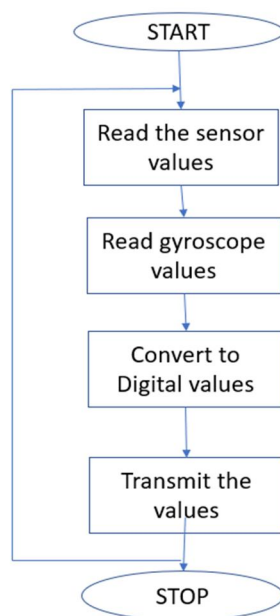 START
Read the sensor
values
Read gyroscope
values
Convert to
Digital values
Transmit the
values
STOP